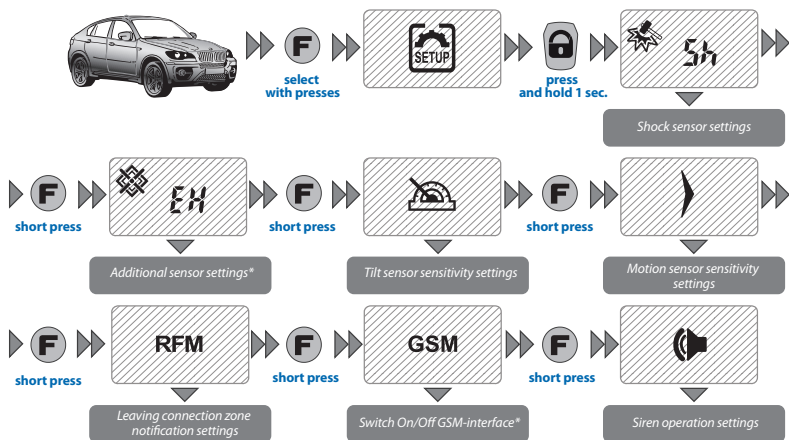 F
select
with presses
SETUP
press
and hold 1 sec.
Sh
Shock sensor settings
F
short press
EH
Additional sensor settings*
F
short press
Tilt sensor sensitivity settings
F
short press
Motion sensor sensitivity
settings
F
short press
RFM
Leaving connection zone
notification settings
F
short press
GSM
Switch On/Off GSM-interface*
F
short press
Siren operation settings